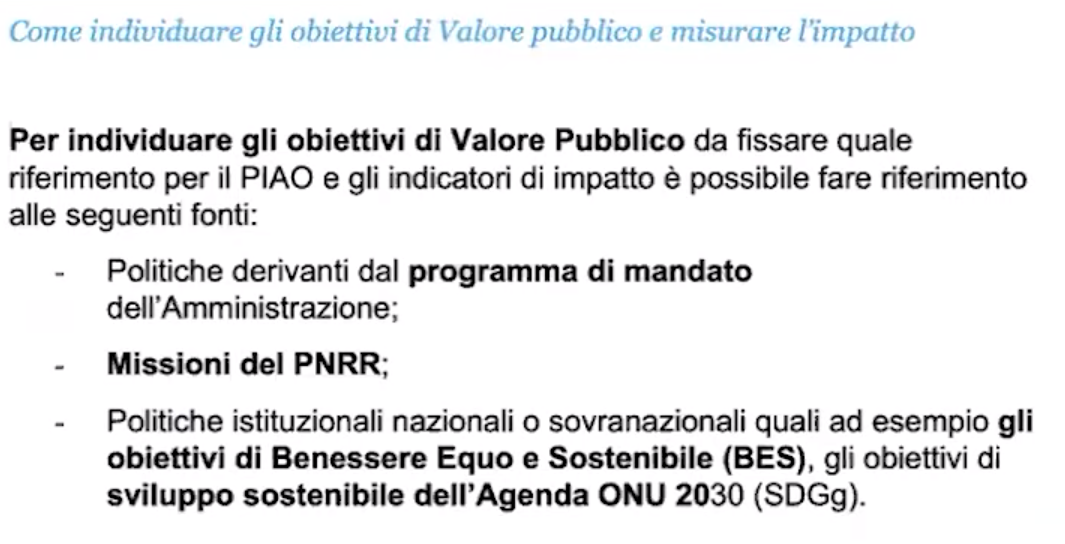 Come individuare gli obiettivi di Valore pubblico e misurare l'impatto
Per individuare gli obiettivi di Valore Pubblico da fissare quale
riferimento per il PIAO e gli indicatori di impatto è possibile fare riferimento
alle seguenti fonti:
- Politiche derivanti dal programma di mandato
dell'Amministrazione;
- Missioni del PNRR;
- Politiche istituzionali nazionali o sovranazionali quali ad esempio gli
obiettivi di Benessere Equo e Sostenibile (BES), gli obiettivi di
sviluppo sostenibile dell'Agenda ONU 2030 (SDGg).